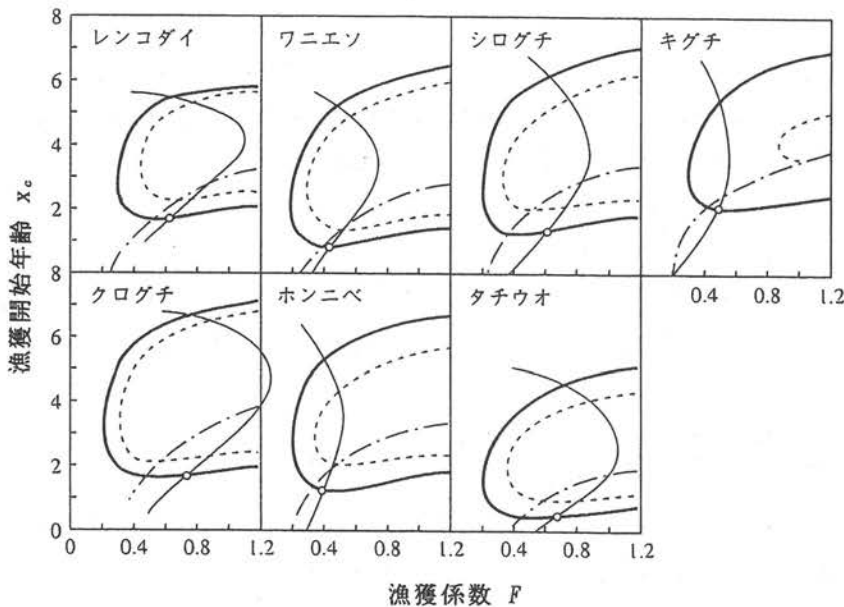 8
レンコダイ
ワニエソ
シログチ
キグチ
6
4
2
0.4 0.8 1.2
8
クログチ
ホンニベ
タチウオ
6
4
2
0
0 0.4 0.8 1.2
0.4 0.8 1.2
0.4 0.8 1.2
漁獲開始年齢 xc
漁獲係数 F